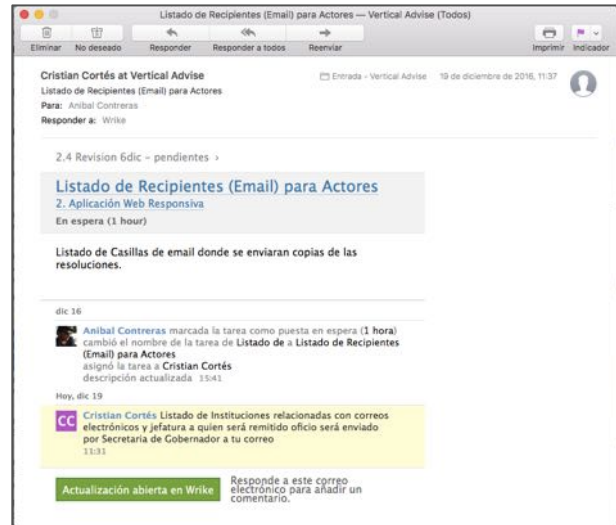 Listado de Recipientes (Email) para Actores — Vertical Advise (Todos)
Eliminar No deseado Responder Responder a todos Reenviar Imprimir Indicador
Cristian Cortés at Vertical Advise Entrada - Vertical Advise 19 de diciembre de 2016, 11:37
Listado de Recipientes (Email) para Actores
Para: Anibal Contreras
Responder a: Wrike
2.4 Revision 6dic - pendientes ›
Listado de Recipientes (Email) para Actores
2. Aplicación Web Responsiva
En espera (1 hour)
Listado de Casillas de email donde se enviaran copias de las
resoluciones.
dic 16
Anibal Contreras marcada la tarea como puesta en espera (1 hora)
cambió el nombre de la tarea de Listado de a Listado de Recipientes
(Email) para Actores
asignó la tarea a Cristian Cortés
descripción actualizada 15:41
Hoy, dic 19
CC
Cristian Cortés Listado de Instituciones relacionadas con correos
electrónicos y jefatura a quien será remitido oficio será enviado
por Secretaria de Gobernador a tu correo
11:31
Actualización abierta en Wrike
Responde a este correo
electrónico para añadir un
comentario.